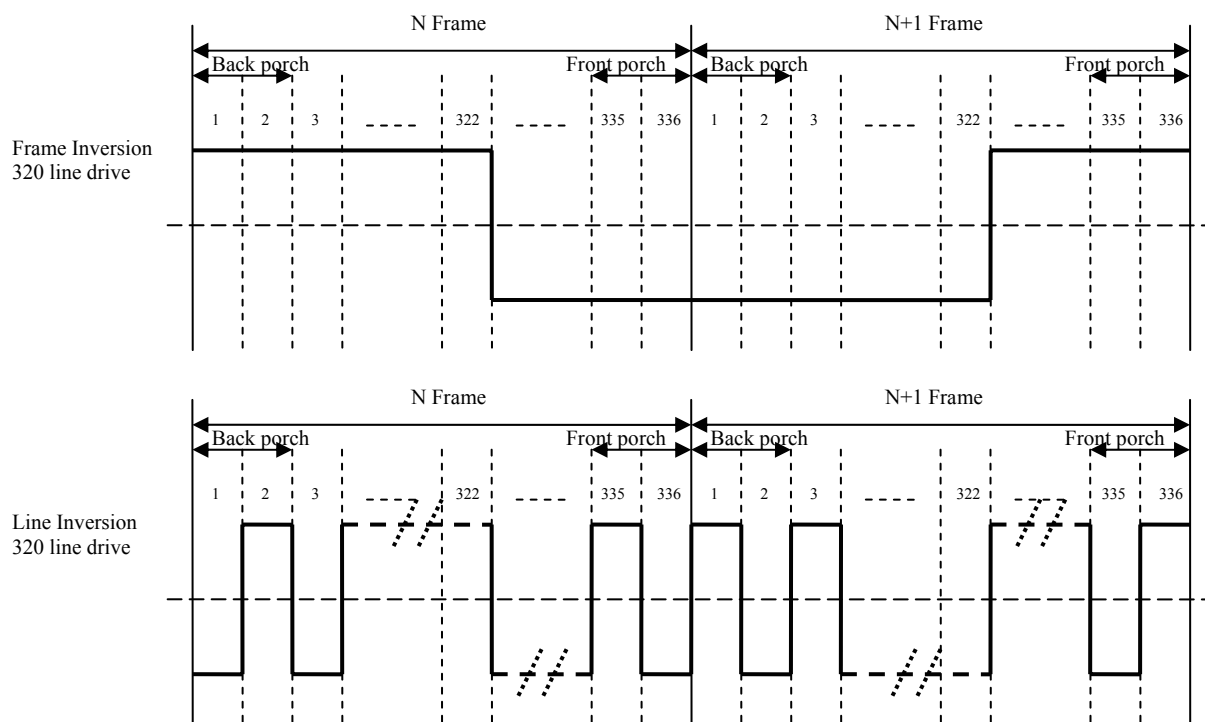 N Frame N+1 Frame
Back porch Front porch Back porch Front porch
1 2 3 322 335 336 1 2 3 322 335 336
Frame Inversion
320 line drive
N Frame N+1 Frame
Back porch Front porch Back porch Front porch
1 2 3 322 335 336 1 2 3 322 335 336
Line Inversion
320 line drive